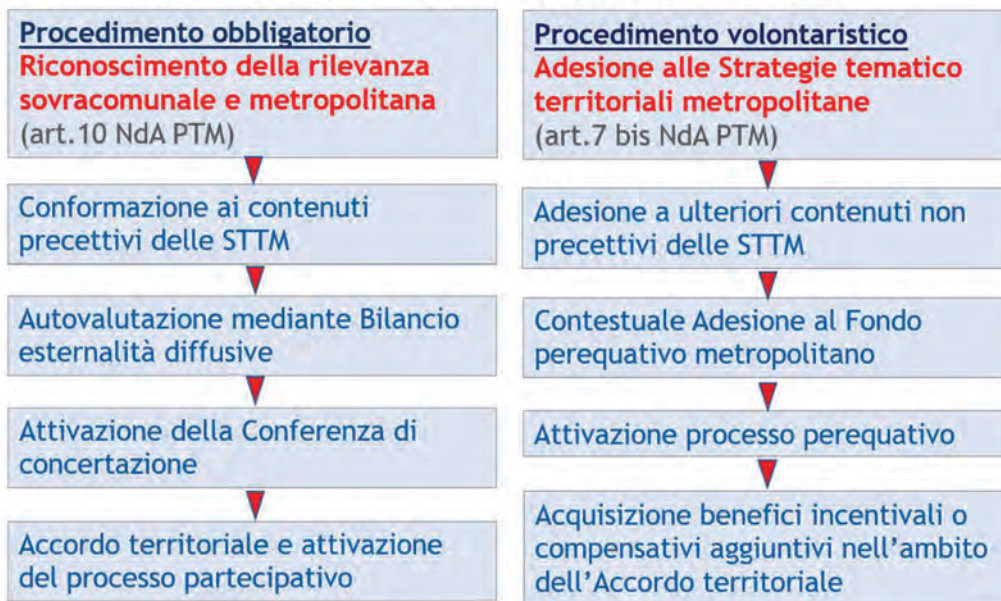 Procedimento obbligatorio
Riconoscimento della rilevanza
sovracomunale e metropolitana
(art.10 NdA PTM)
Conformazione ai contenuti
precettivi delle STTM
Autovalutazione mediante Bilancio
esternalità diffusive
Attivazione della Conferenza di
concertazione
Accordo territoriale e attivazione
del processo partecipativo
Procedimento volontaristico
Adesione alle Strategie tematico
territoriali metropolitane
(art.7 bis NdA PTM)
Adesione a ulteriori contenuti non
precettivi delle STTM
Contestuale Adesione al Fondo
perequativo metropolitano
Attivazione processo perequativo
Acquisizione benefici incentivali o
compensativi aggiuntivi nell'ambito
dell'Accordo territoriale